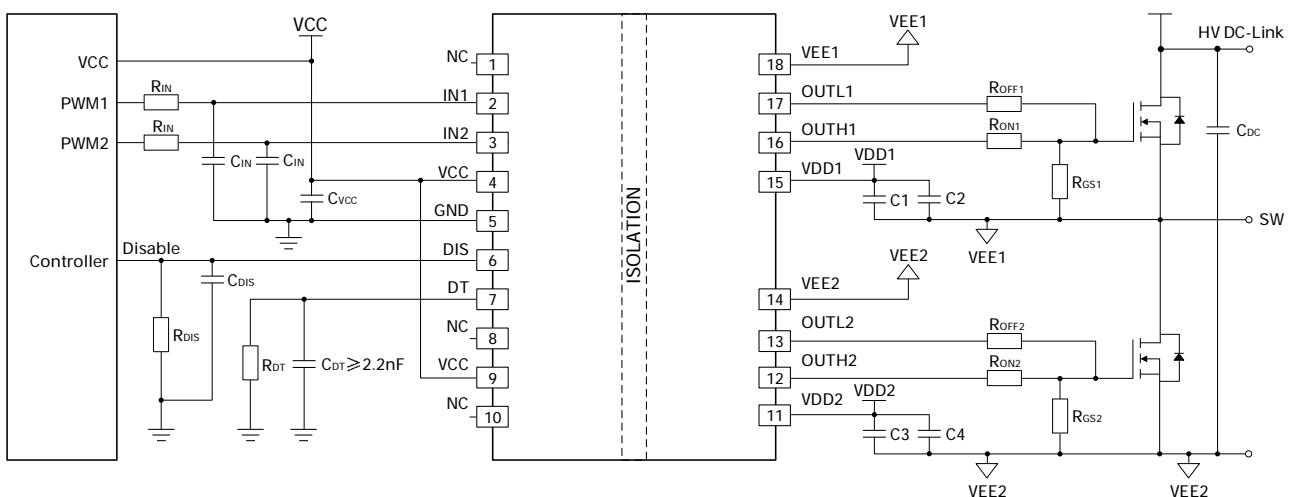 VCC
PWM1
PWM2
Controller
RIN
RIN
VCC
CIN
CIN
CVCC
Disable
CDIS
RDIS
RDT
CDT⩾2.2nF
NC
IN1
IN2
VCC
GND
DIS
DT
NC
VCC
NC
1
2
3
4
5
6
7
8
9
10
ISOLATION
18
17
16
15
14
13
12
11
VEE1
OUTL1
OUTH1
VDD1
VEE1
ROFF1
RON1
VDD1
C1
C2
RGS1
VEE1
HV DC-Link
CDC
SW
VEE2
OUTL2
OUTH2
VDD2
VEE2
ROFF2
RON2
VDD2
C3
C4
RGS2
VEE2
VEE2